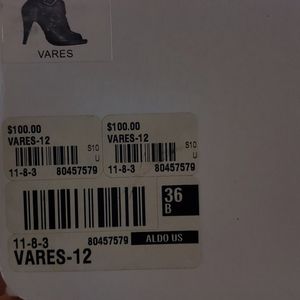 VARES
$100.00
VARES-12
S10
U
11-8-3 80457579
$100.00
VARES-12
S10
U
11-8-3 80457579
36
B
11-8-3 80457579 ALDO US
VARES-12